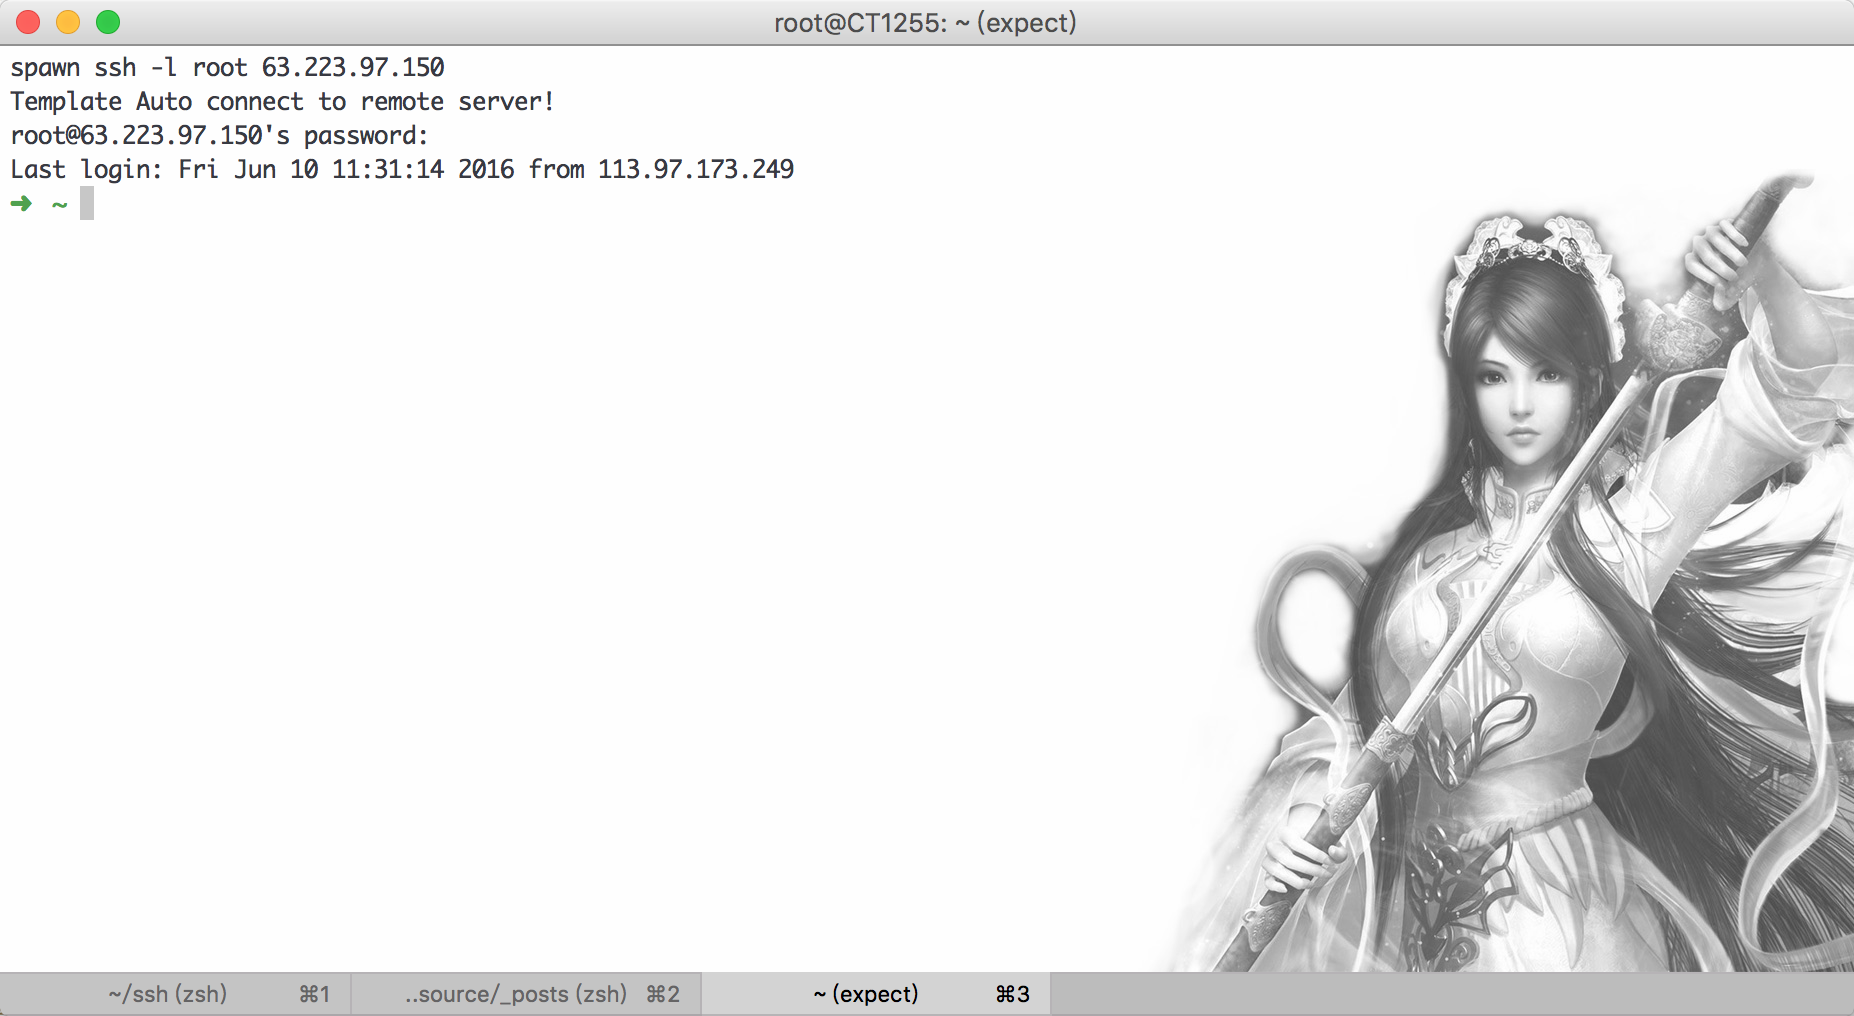 root@CT1255: ~ (expect)
spawn ssh -l root 63.223.97.150
Template Auto connect to remote server!
root@63.223.97.150's password:
Last login: Fri Jun 10 11:31:14 2016 from 113.97.173.249
➜ ~
~/ssh (zsh) ⌘1 ..source/_posts (zsh) ⌘2 ~ (expect) ⌘3